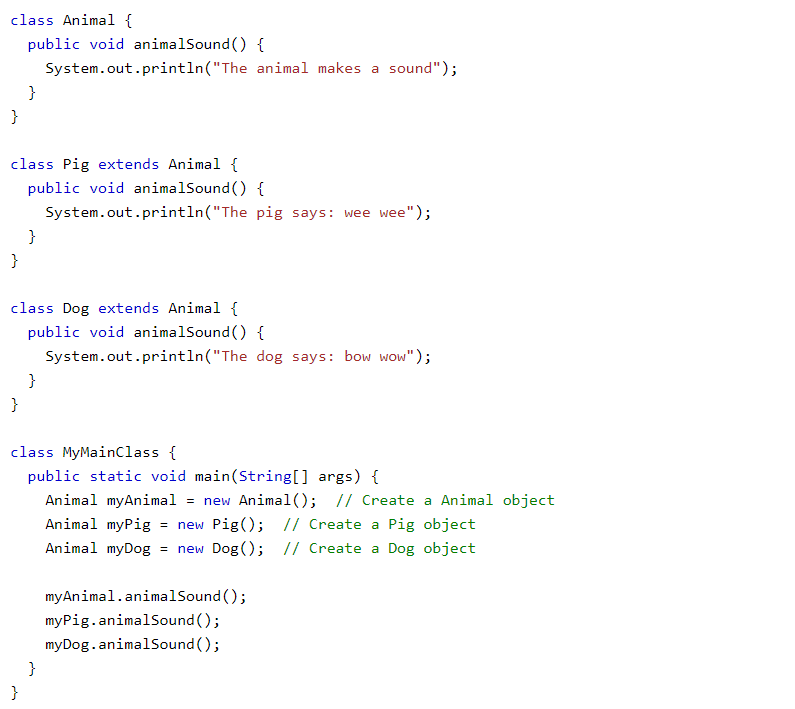 class Animal {
  public void animalSound() {
    System.out.println("The animal makes a sound");
  }
}

class Pig extends Animal {
  public void animalSound() {
    System.out.println("The pig says: wee wee");
  }
}

class Dog extends Animal {
  public void animalSound() {
    System.out.println("The dog says: bow wow");
  }
}

class MyMainClass {
  public static void main(String[] args) {
    Animal myAnimal = new Animal();  // Create a Animal object
    Animal myPig = new Pig();  // Create a Pig object
    Animal myDog = new Dog();  // Create a Dog object

    myAnimal.animalSound();
    myPig.animalSound();
    myDog.animalSound();
  }
}